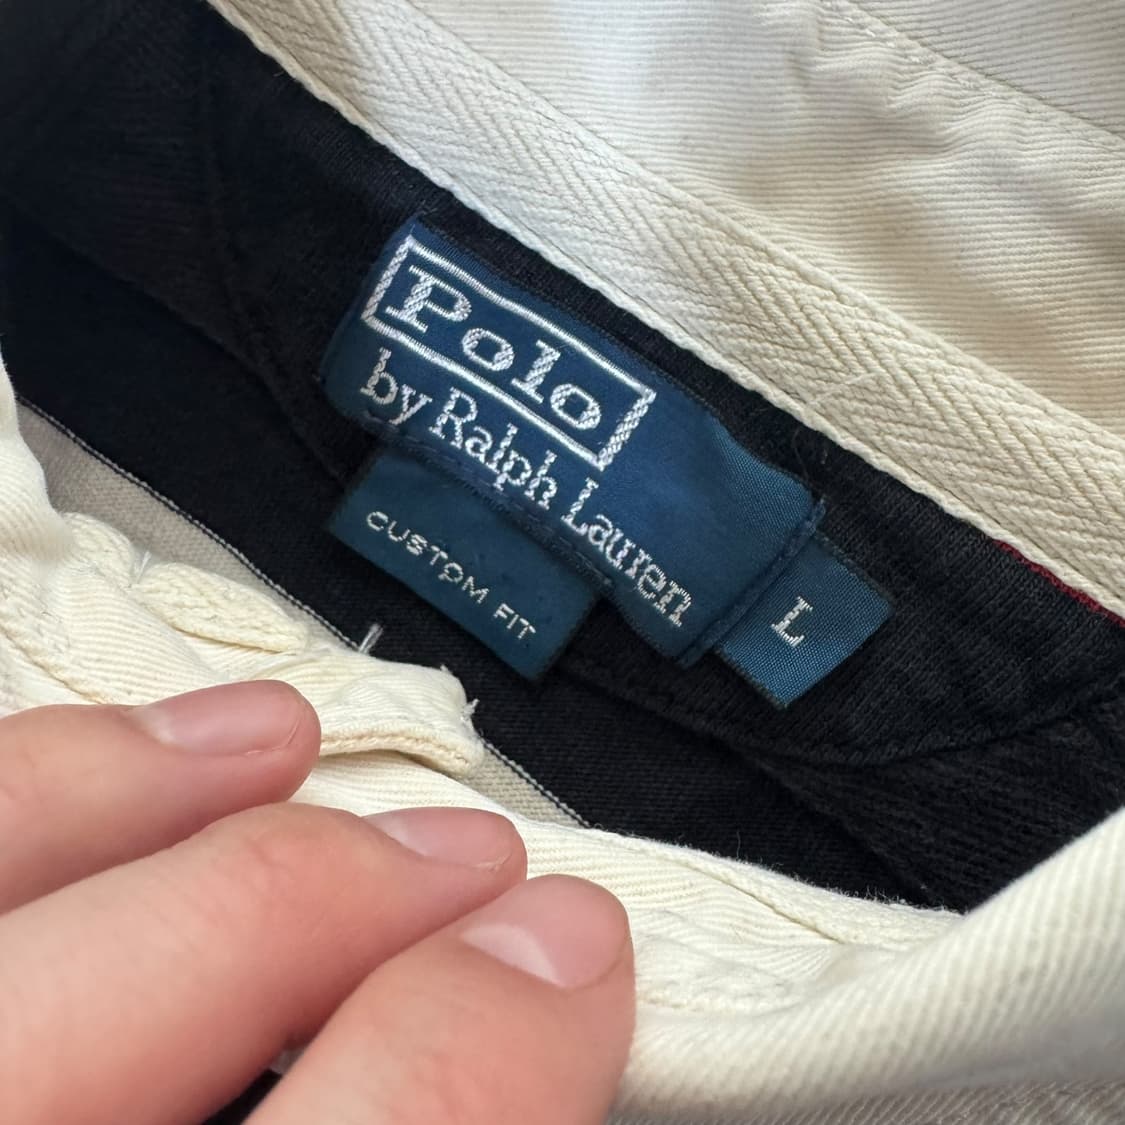 Polo
by Ralph Lauren
CUSTOM FIT
L